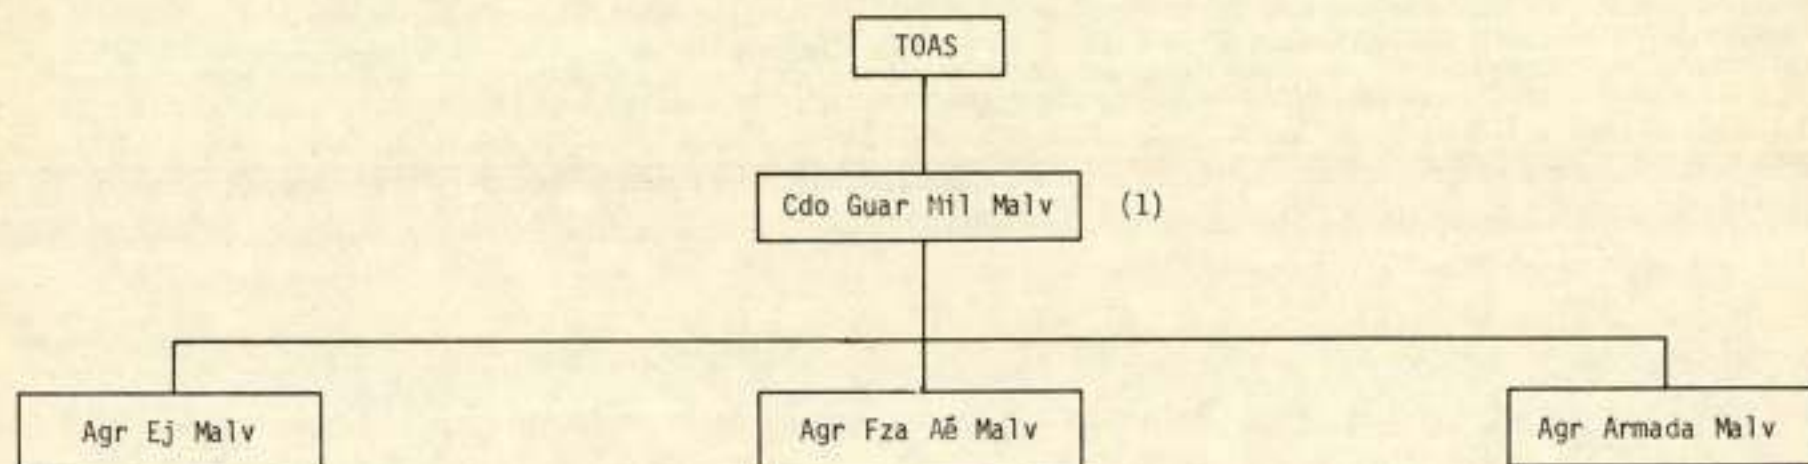 TOAS
Cdo Guar Mil Malv (1)
Agr Ej Malv
Agr Fza Aé Malv
Agr Armada Malv